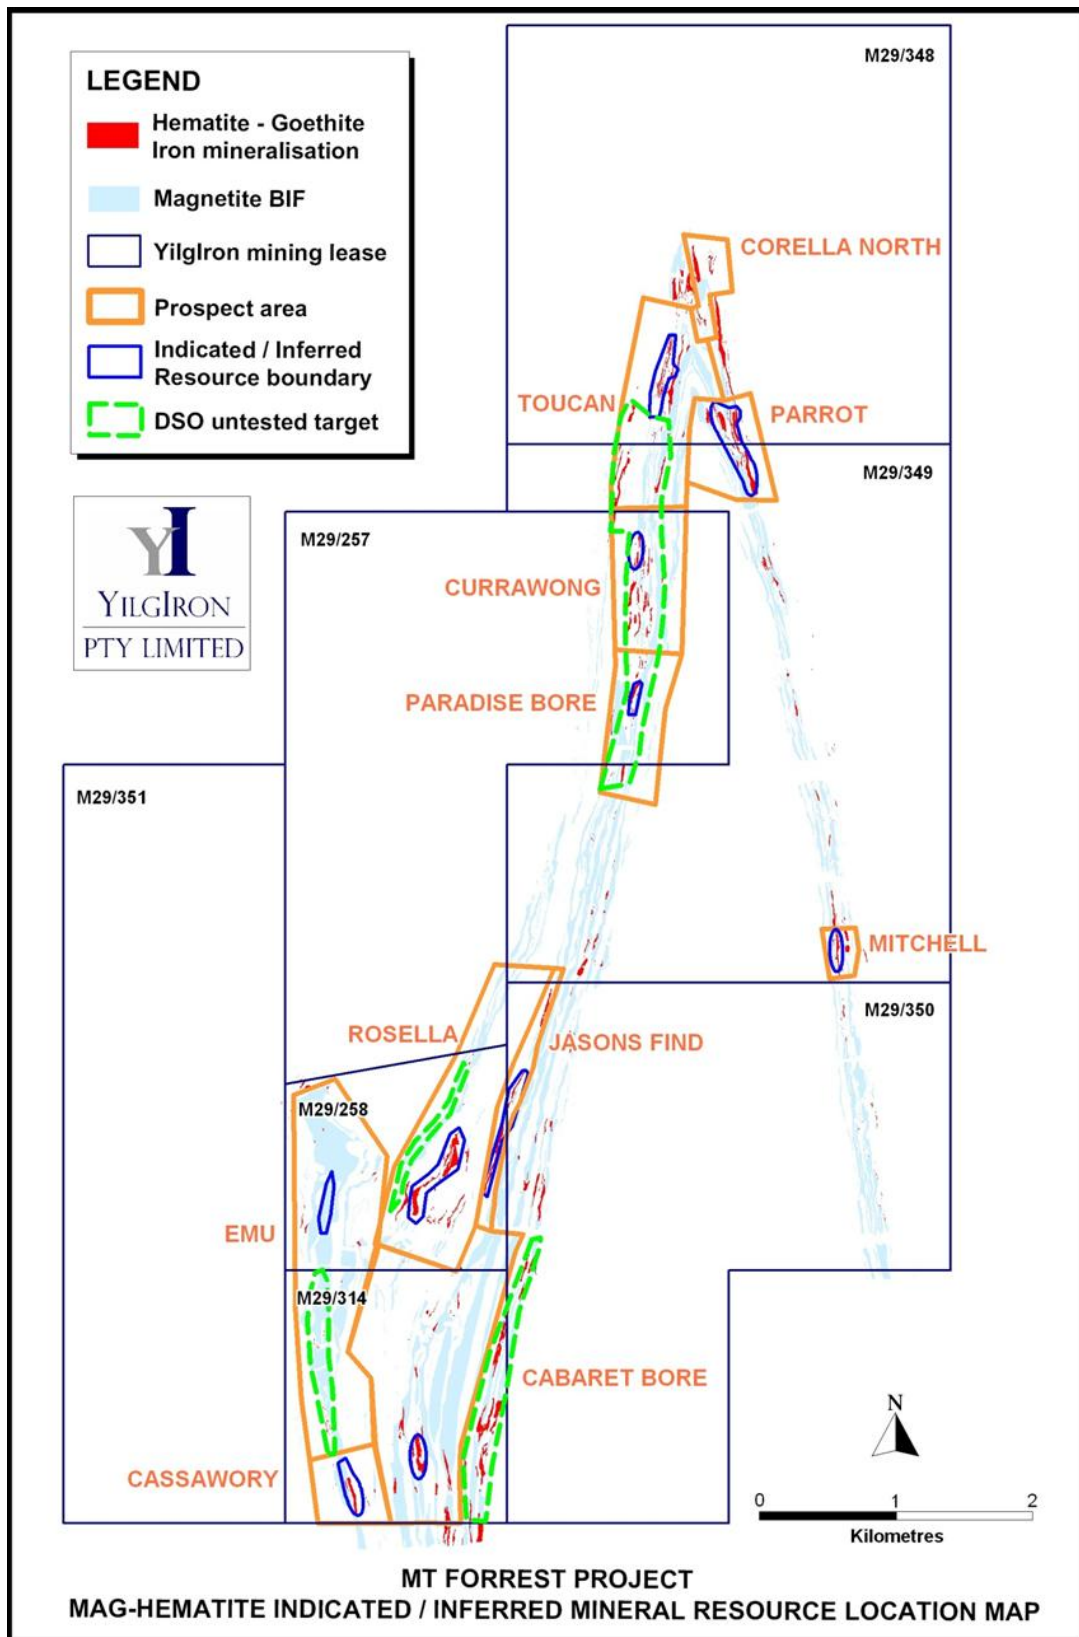 LEGEND
Hematite - Goethite
Iron mineralisation
Magnetite BIF
YilgIron mining lease
Prospect area
Indicated / Inferred
Resource boundary
DSO untested target
YI
YILGIRON
PTY LIMITED
M29/348
CORELLA NORTH
TOUCAN
PARROT
M29/349
M29/257
CURRAWONG
PARADISE BORE
M29/351
MITCHELL
M29/350
ROSELLA
JASONS FIND
M29/258
EMU
M29/314
CABARET BORE
CASSAWORY
N
0 1 2
Kilometres
MT FORREST PROJECT
MAG-HEMATITE INDICATED / INFERRED MINERAL RESOURCE LOCATION MAP